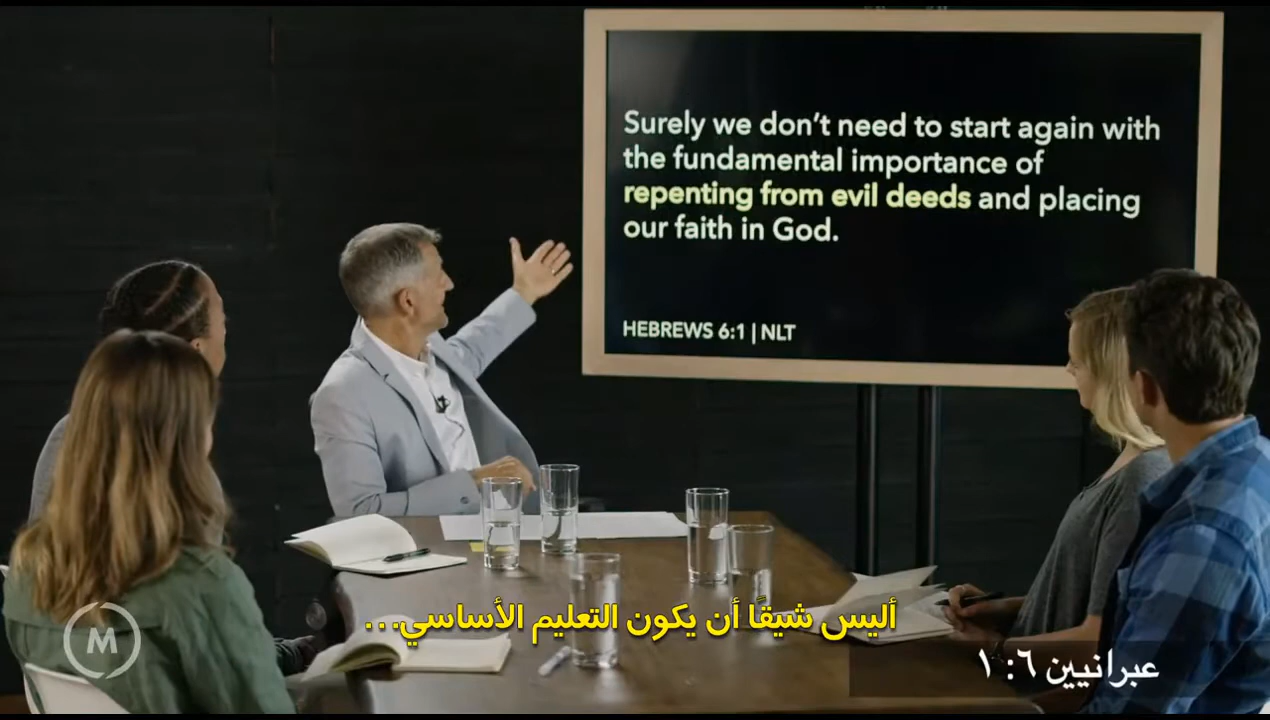 Surely we don't need to start again with
the fundamental importance of
repenting from evil deeds and placing
our faith in God.
HEBREWS 6:1 | NLT
أليس شيقًا أن يكون التعليم الأساسي...
عبرانيين ٦: ١
M